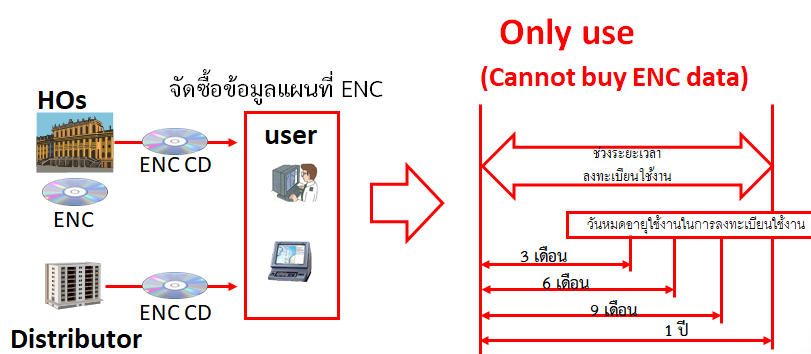 Only use
(Cannot buy ENC data)
จัดซื้อข้อมูลแผนที่ ENC
HOs
user
ENC CD
ENC
ENC CD
Distributor
ช่วงระยะเวลา
ลงทะเบียนใช้งาน
วันหมดอายุใช้งานในการลงทะเบียนใช้งาน
3 เดือน
6 เดือน
9 เดือน
1 ปี